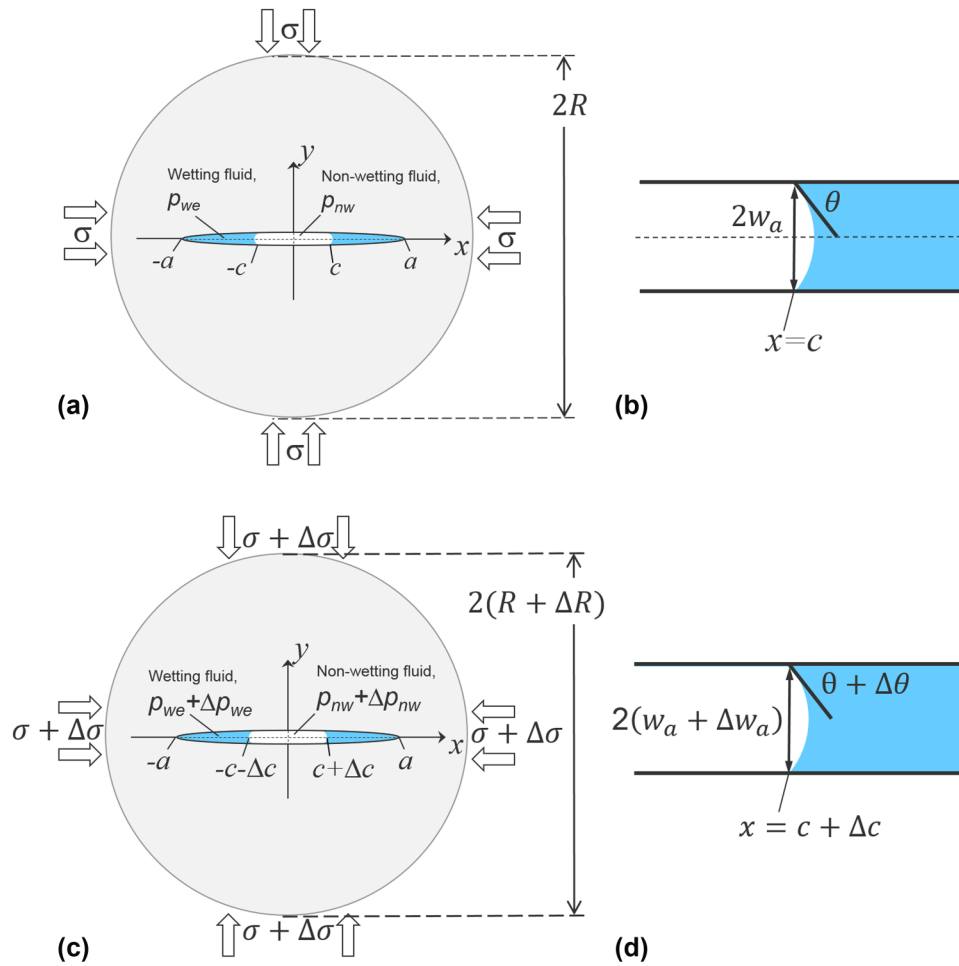 σ
2R
Wetting fluid,
p_we
Non-wetting fluid,
p_nw
y
σ
σ
x
-a
-c
c
a
σ
(a)
θ
2w_a
x=c
(b)
σ + Δσ
2(R + ΔR)
Wetting fluid,
p_we+Δp_we
Non-wetting fluid,
p_nw+Δp_nw
y
σ + Δσ
σ + Δσ
x
-a
-c-Δc
c+Δc
a
σ + Δσ
(c)
θ + Δθ
2(w_a + Δw_a)
x = c + Δc
(d)